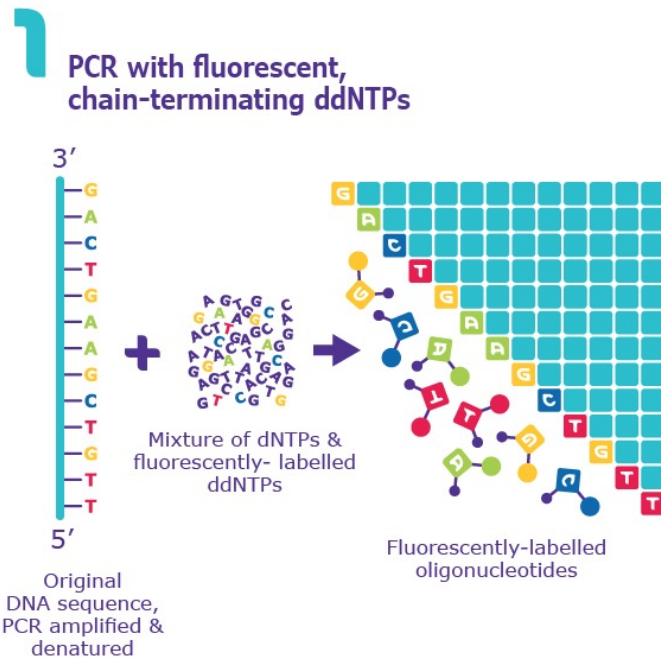 1
PCR with fluorescent,
chain-terminating ddNTPs
3′
G
A
C
T
G
A
A
G
C
T
G
T
T
5′
Original
DNA sequence,
PCR amplified &
denatured
+
Mixture of dNTPs &
fluorescently- labelled
ddNTPs
G
A
C
T
G
A
A
G
C
T
G
T
T
G
C
A
T
T
G
A
C
Fluorescently-labelled
oligonucleotides